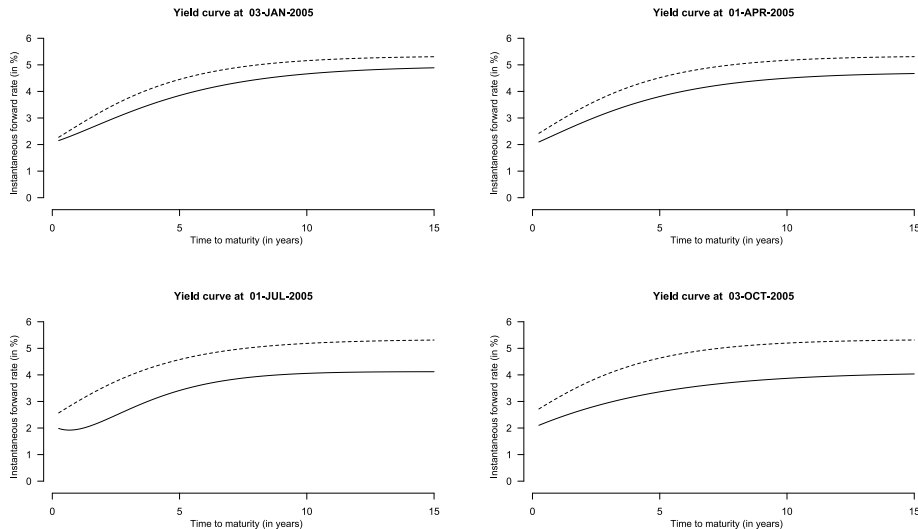 Yield curve at 03-JAN-2005
Instantaneous forward rate (in %)
6
5
4
3
2
1
0
0 5 10 15
Time to maturity (in years)
Yield curve at 01-APR-2005
Instantaneous forward rate (in %)
6
5
4
3
2
1
0
0 5 10 15
Time to maturity (in years)
Yield curve at 01-JUL-2005
Instantaneous forward rate (in %)
6
5
4
3
2
1
0
0 5 10 15
Time to maturity (in years)
Yield curve at 03-OCT-2005
Instantaneous forward rate (in %)
6
5
4
3
2
1
0
0 5 10 15
Time to maturity (in years)